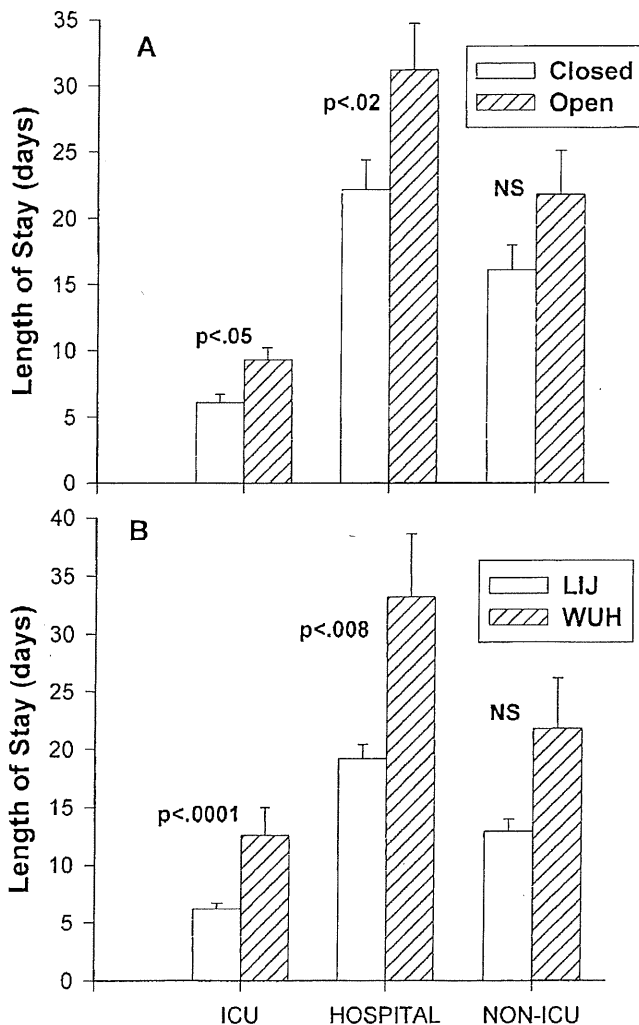 A
Closed
Open
Length of Stay (days)
35
30
25
20
15
10
5
0
p<.05
p<.02
NS
B
LIJ
WUH
Length of Stay (days)
40
35
30
25
20
15
10
5
0
p<.0001
p<.008
NS
ICU HOSPITAL NON-ICU